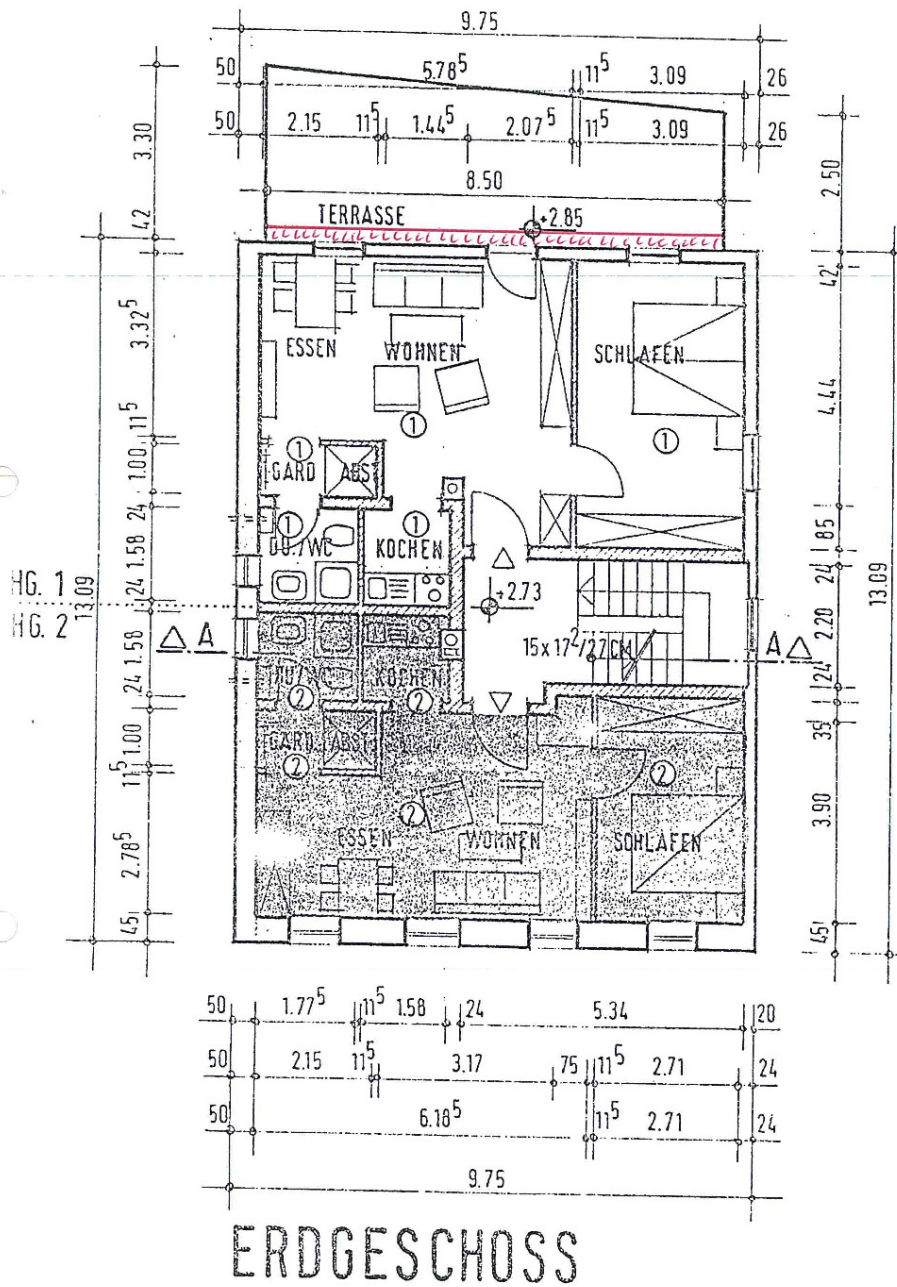 9.75
50 5.78⁵ 11⁵ 3.09 26
50 2.15 11⁵ 1.44⁵ 2.07⁵ 11⁵ 3.09 26
8.50
TERRASSE +2.85
3.30
42
3.32⁵
11⁵
1.00
24
1.58
24
1.58
24
1.00
11⁵
2.78⁵
45
13.09
HG. 1
HG. 2
2.50
42
4.44
85
24
2.20
24
35
3.90
45
13.09
ESSEN WOHNEN SCHLAFEN
1 1
1
GARD ABST
1 1
DU./WC KOCHEN
+2.73
A 15 x 17²/27 CM A
DU/WC KOCHEN
2 2
GARD ABST
2 2
2
ESSEN WOHNEN SCHLAFEN
50 1.77⁵ 11⁵ 1.58 24 5.34 20
50 2.15 11⁵ 3.17 75 11⁵ 2.71 24
50 6.18⁵ 11⁵ 2.71 24
9.75
ERDGESCHOSS